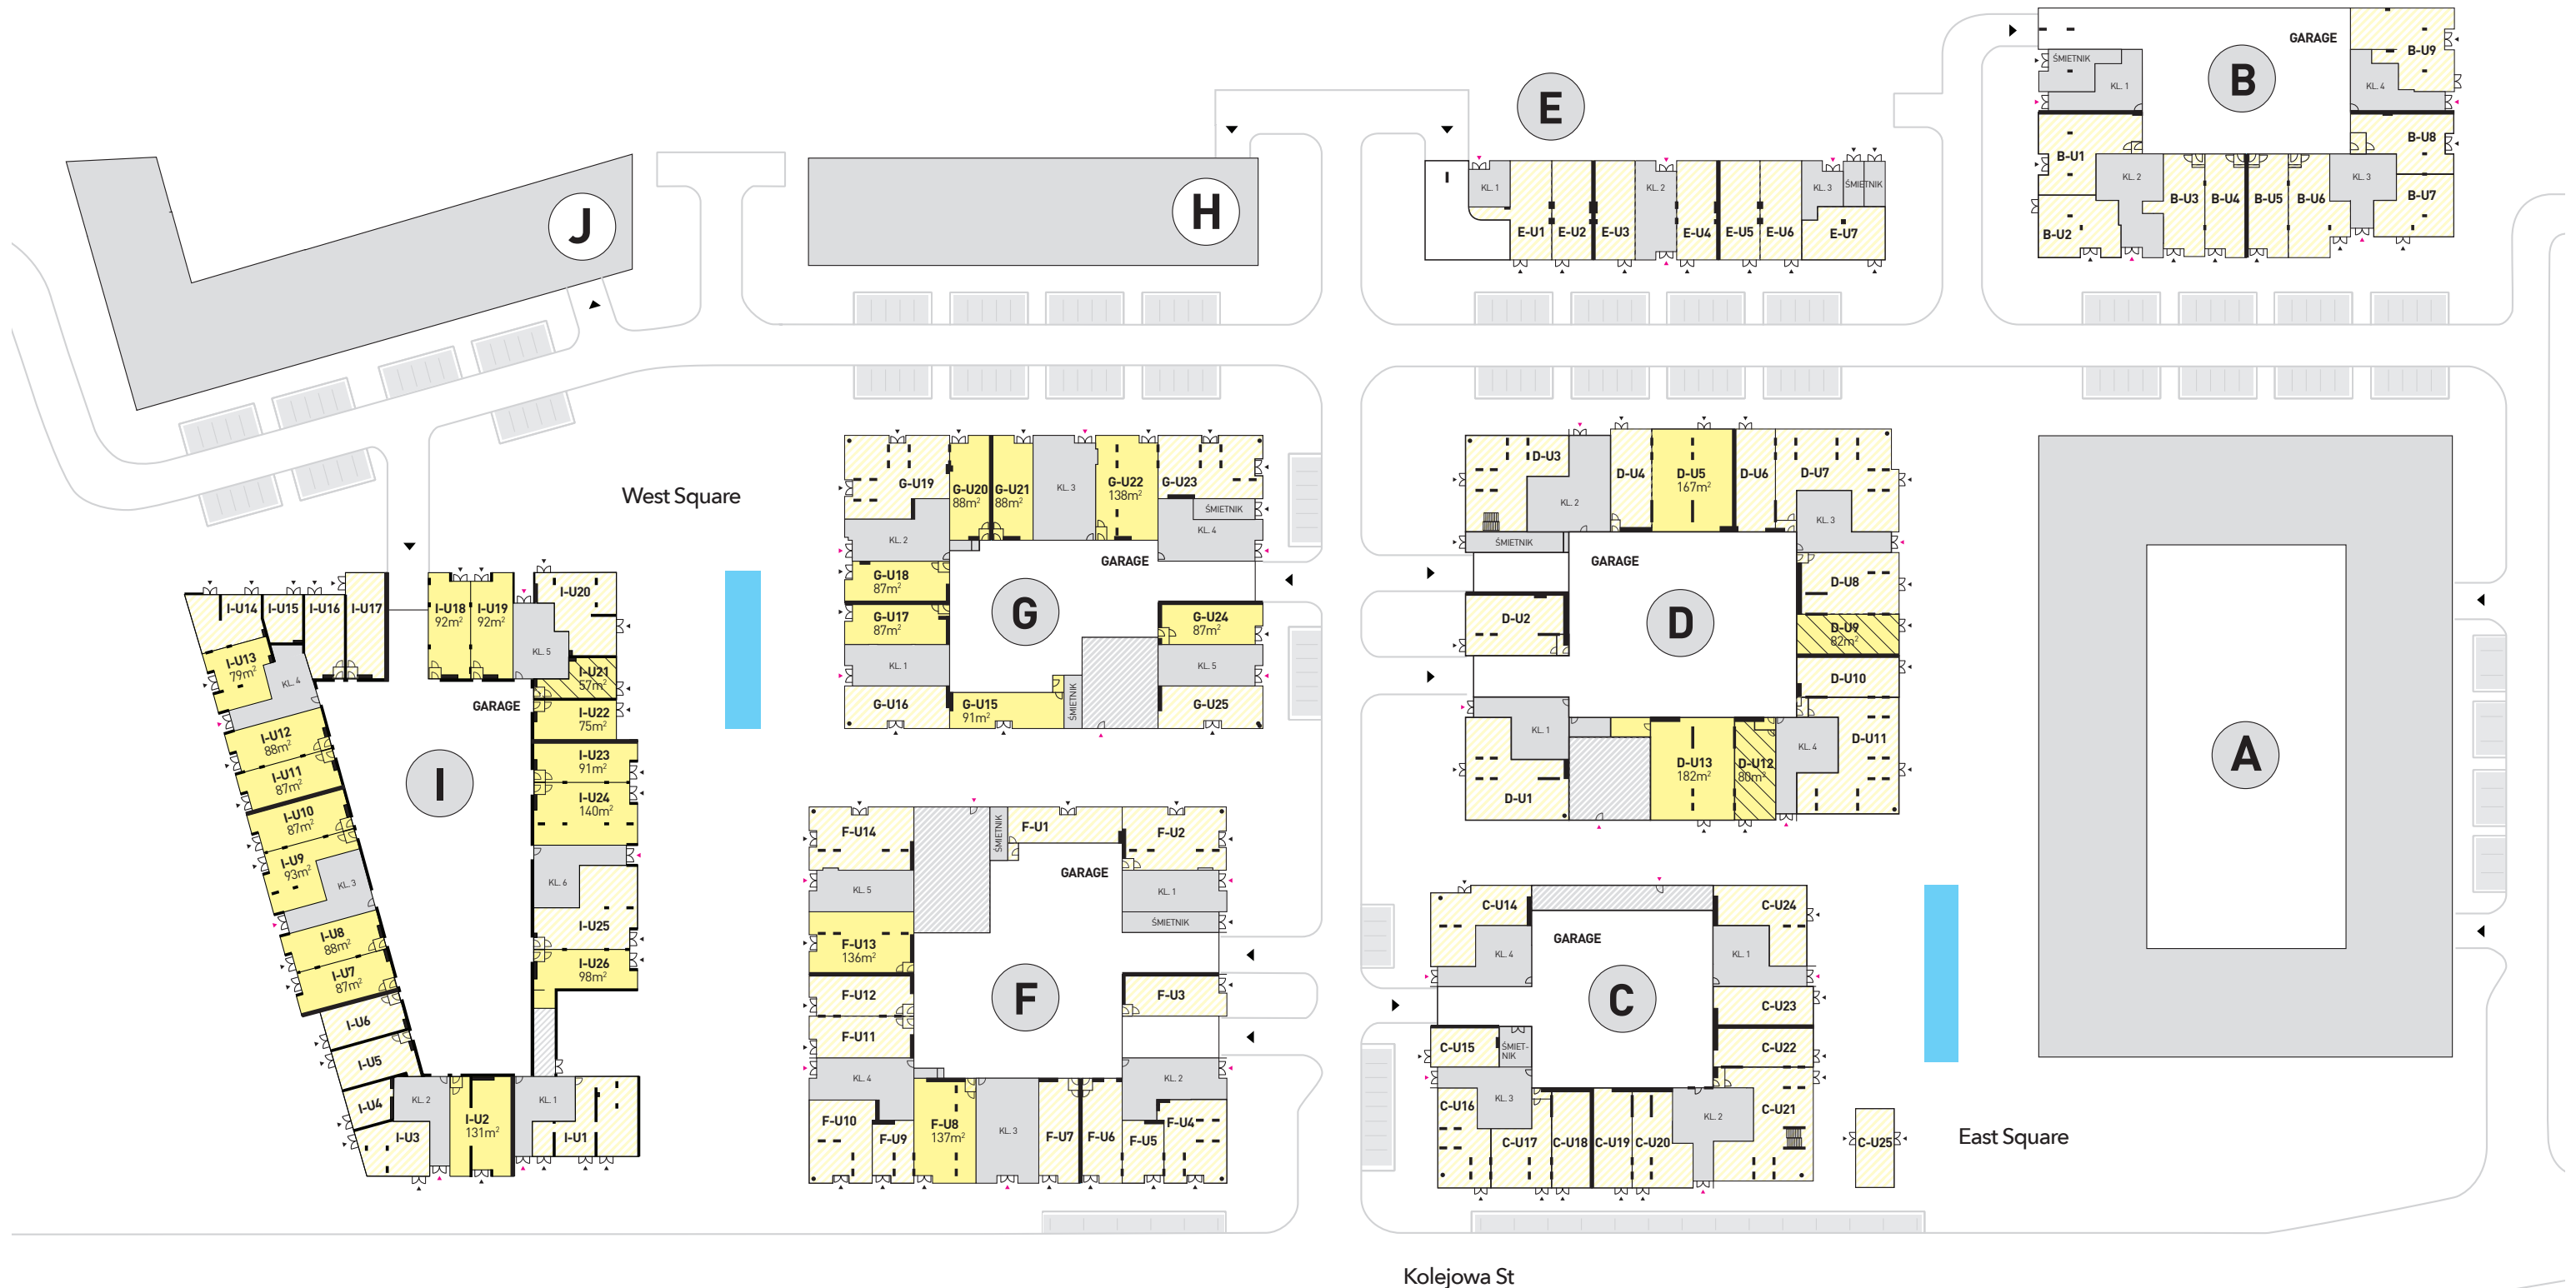 J
H
E
KL. 1
E-U1
E-U2
E-U3
KL. 2
E-U4
E-U5
E-U6
KL. 3
ŚMIETNIK
E-U7
B
GARAGE
ŚMIETNIK
KL. 1
B-U9
KL. 4
B-U8
B-U1
KL. 2
B-U2
B-U3
B-U4
B-U5
B-U6
KL. 3
B-U7
West Square
G
GARAGE
G-U19
G-U20
88m²
G-U21
88m²
KL. 3
G-U22
138m²
G-U23
ŚMIETNIK
KL. 4
KL. 2
G-U18
87m²
G-U17
87m²
KL. 1
G-U16
G-U15
91m²
ŚMIETNIK
G-U24
87m²
KL. 5
G-U25
D
GARAGE
D-U3
KL. 2
D-U4
D-U5
167m²
D-U6
D-U7
KL. 3
ŚMIETNIK
D-U2
D-U8
D-U9
82m²
D-U10
KL. 1
D-U1
D-U13
182m²
D-U12
80m²
KL. 4
D-U11
A
I
GARAGE
I-U14
I-U15
I-U16
I-U17
I-U18
92m²
I-U19
92m²
I-U20
KL. 5
I-U13
79m²
KL. 4
I-U21
57m²
I-U22
75m²
I-U12
88m²
I-U23
91m²
I-U11
87m²
I-U24
140m²
I-U10
87m²
I-U9
93m²
KL. 3
KL. 6
I-U25
I-U8
88m²
I-U7
87m²
I-U26
98m²
I-U6
I-U5
I-U4
KL. 2
I-U3
I-U2
131m²
KL. 1
I-U1
F
GARAGE
F-U14
ŚMIETNIK
F-U1
F-U2
KL. 5
KL. 1
ŚMIETNIK
F-U13
136m²
F-U12
F-U3
F-U11
KL. 4
KL. 2
F-U10
F-U9
F-U8
137m²
KL. 3
F-U7
F-U6
F-U5
F-U4
C
GARAGE
C-U14
C-U24
KL. 4
KL. 1
C-U23
C-U15
ŚMIET-
NIK
C-U22
C-U16
KL. 3
C-U17
C-U18
C-U19
C-U20
KL. 2
C-U21
C-U25
East Square
Kolejowa St